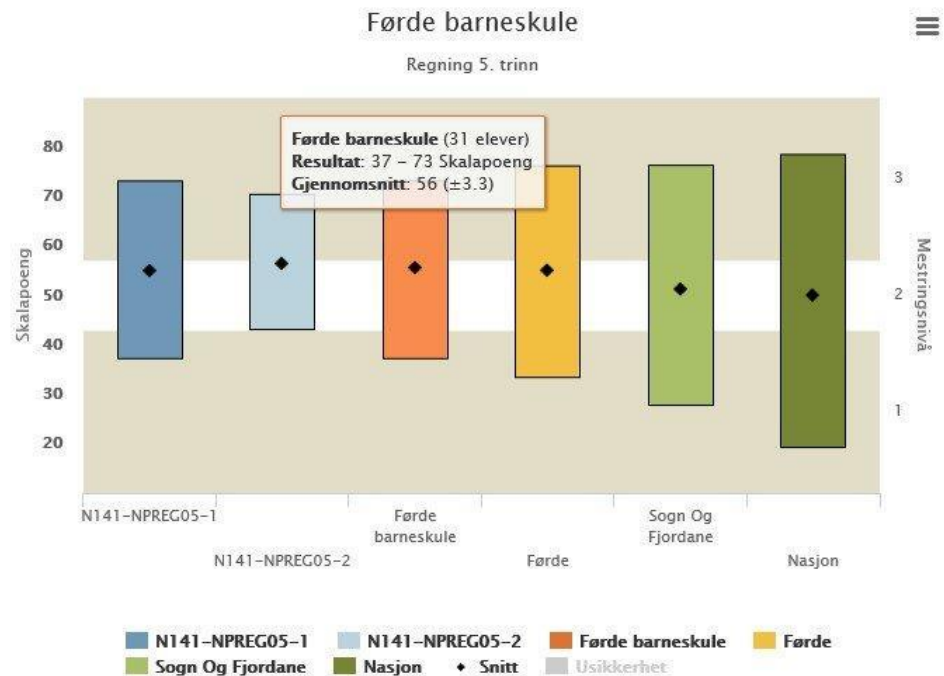 Førde barneskule
Regning 5. trinn
Førde barneskule (31 elever)
Resultat: 37 – 73 Skalapoeng
Gjennomsnitt: 56 (±3.3)
Skalapoeng
80
70
60
50
40
30
20
Mestringsnivå
3
2
1
N141-NPREG05-1
N141-NPREG05-2
Førde
barneskule
Førde
Sogn Og
Fjordane
Nasjon
N141-NPREG05-1 N141-NPREG05-2 Førde barneskule Førde
Sogn Og Fjordane Nasjon Snitt Usikkerhet